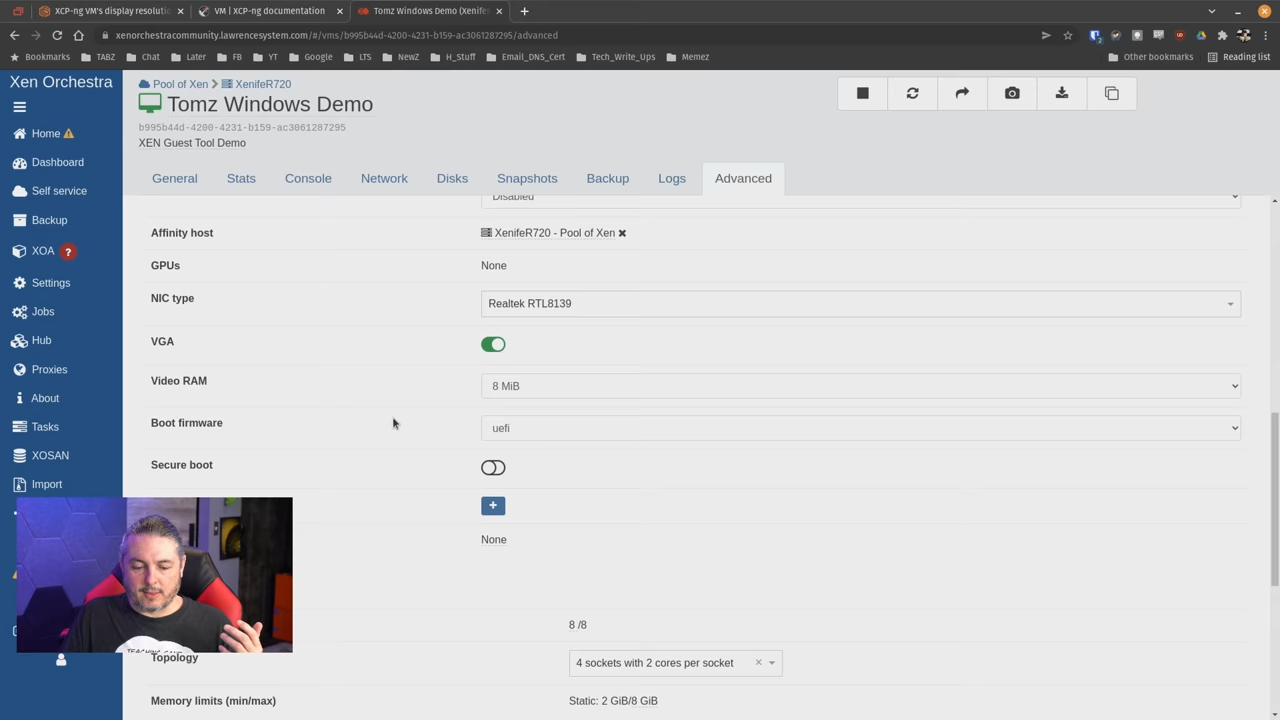 XCP-ng VM's display resoluti
VM | XCP-ng documentation
Tomz Windows Demo (Xenife
xenorchestracommunity.lawrencesystem.com/#/vms/b995b44d-4200-4231-b159-ac3061287295/advanced
Bookmarks
TABZ
Chat
Later
FB
YT
Google
LTS
NewZ
H_Stuff
Email_DNS_Cert
Tech_Write_Ups
Memez
Other bookmarks
Reading list
Xen Orchestra
Home
Dashboard
Self service
Backup
XOA
Settings
Jobs
Hub
Proxies
About
Tasks
XOSAN
Import
Pool of Xen
XenifeR720
Tomz Windows Demo
b995b44d-4200-4231-b159-ac3061287295
XEN Guest Tool Demo
General
Stats
Console
Network
Disks
Snapshots
Backup
Logs
Advanced
Disabled
Affinity host
XenifeR720 - Pool of Xen
GPUs
None
NIC type
Realtek RTL8139
VGA
Video RAM
8 MiB
Boot firmware
uefi
Secure boot
None
8 /8
Topology
4 sockets with 2 cores per socket
Memory limits (min/max)
Static: 2 GiB/8 GiB